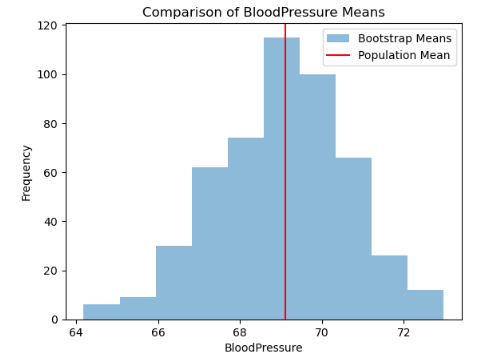 Comparison of BloodPressure Means
Bootstrap Means
Population Mean
120
100
80
60
40
20
0
Frequency
64
66
68
70
72
BloodPressure